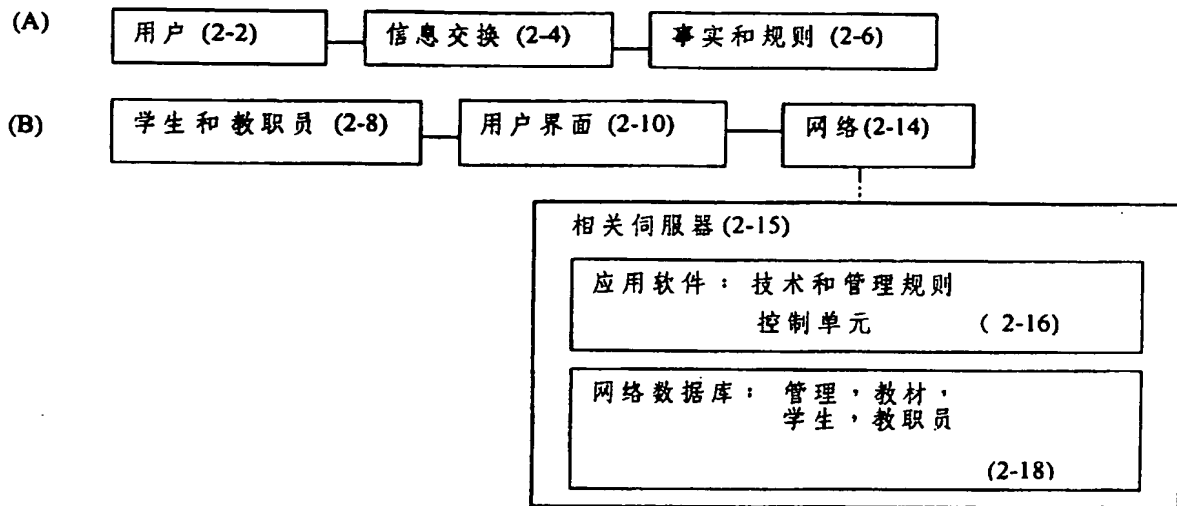 (A) 用户 (2-2) 信息交换 (2-4) 事实和规则 (2-6)
(B) 学生和教职员 (2-8) 用户界面 (2-10) 网络(2-14)
相关伺服器 (2-15)
应用软件： 技术和管理规则
控制单元 ( 2-16)
网络数据库： 管理，教材，
学生，教职员
(2-18)